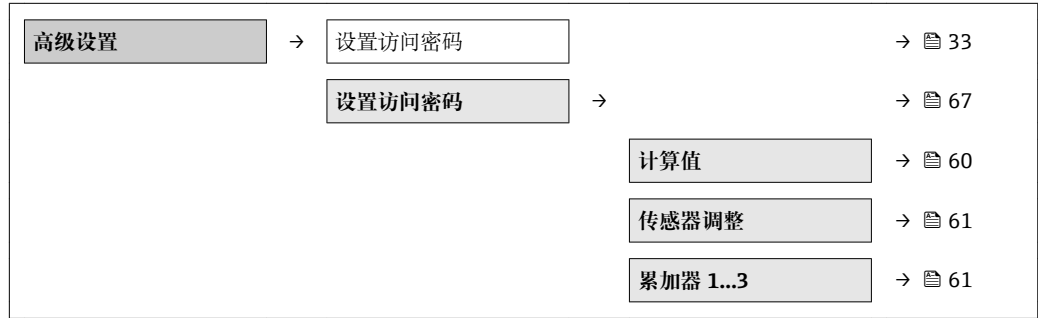 高级设置 → 设置访问密码 → 33
设置访问密码 → → 67
计算值 → 60
传感器调整 → 61
累加器 1...3 → 61